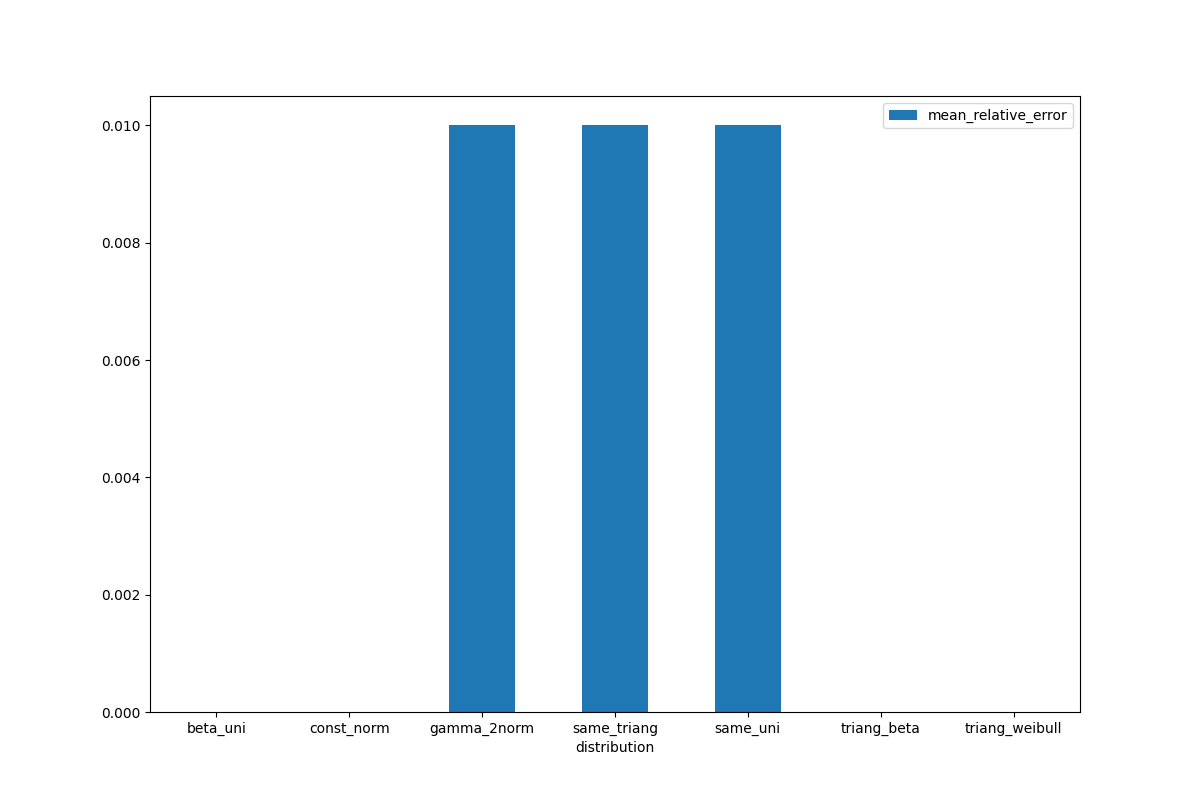 mean_relative_error
0.010
0.008
0.006
0.004
0.002
0.000
beta_uni const_norm gamma_2norm same_triang same_uni triang_beta triang_weibull
distribution